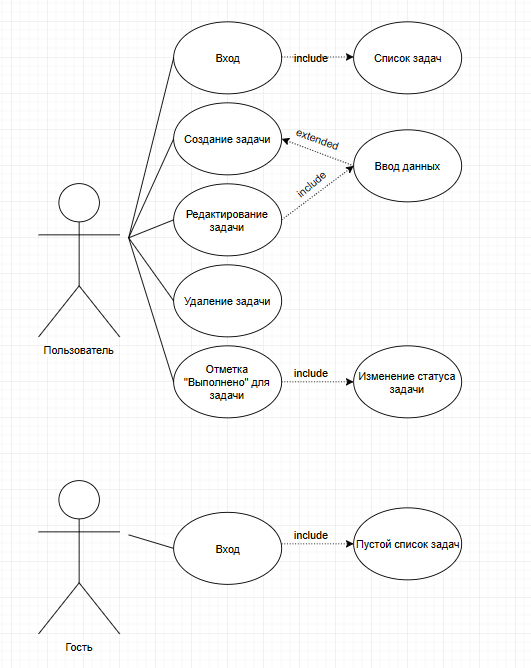 Вход
include
Список задач
Создание задачи
extended
Ввод данных
include
Редактирование
задачи
Удаление задачи
Пользователь
Отметка
"Выполнено" для
задачи
include
Изменение статуса
задачи
Вход
include
Пустой список задач
Гость